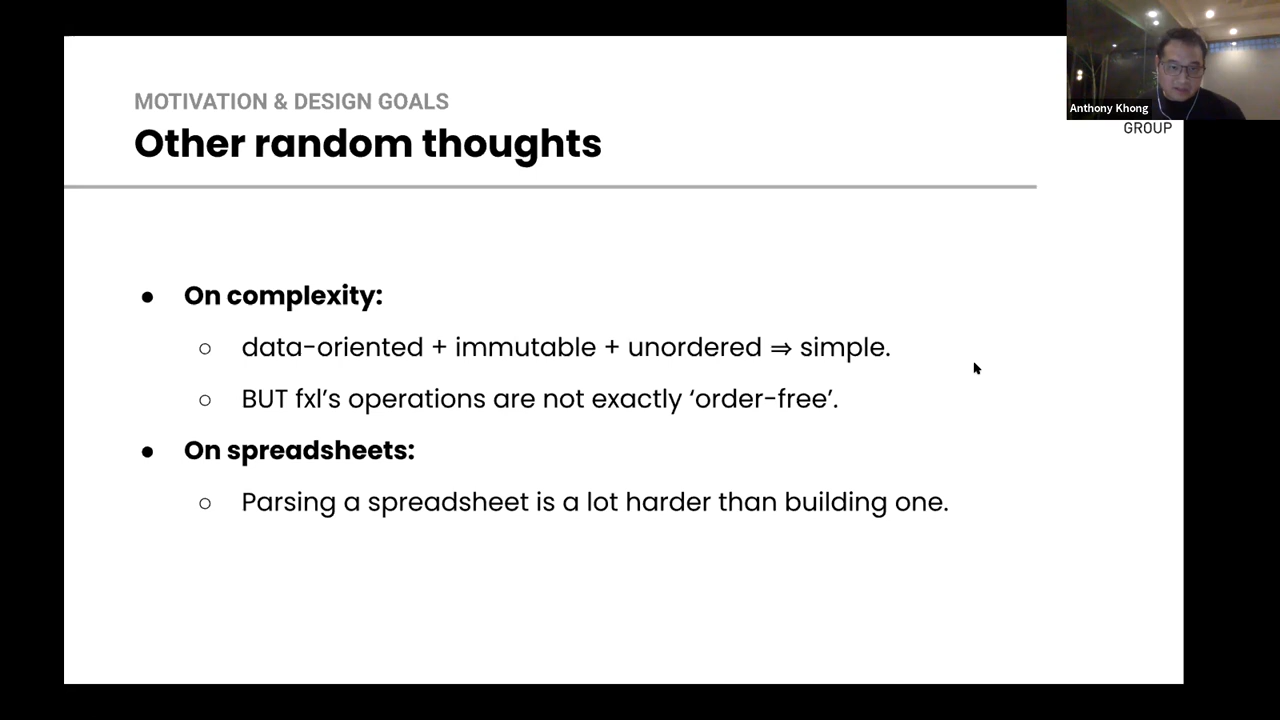 MOTIVATION & DESIGN GOALS
Other random thoughts
Anthony Khong
GROUP
● On complexity:
○ data-oriented + immutable + unordered ⇒ simple.
○ BUT fxl’s operations are not exactly ‘order-free’.
● On spreadsheets:
○ Parsing a spreadsheet is a lot harder than building one.